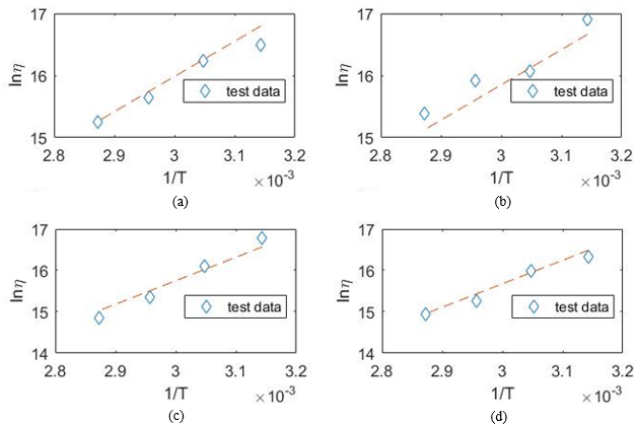 17
16
15
lnη
test data
2.8 2.9 3 3.1 3.2
1/T
×10⁻³
(a)
17
16
15
lnη
test data
2.8 2.9 3 3.1 3.2
1/T
×10⁻³
(b)
17
16
15
14
lnη
test data
2.8 2.9 3 3.1 3.2
1/T
×10⁻³
(c)
17
16
15
14
lnη
test data
2.8 2.9 3 3.1 3.2
1/T
×10⁻³
(d)